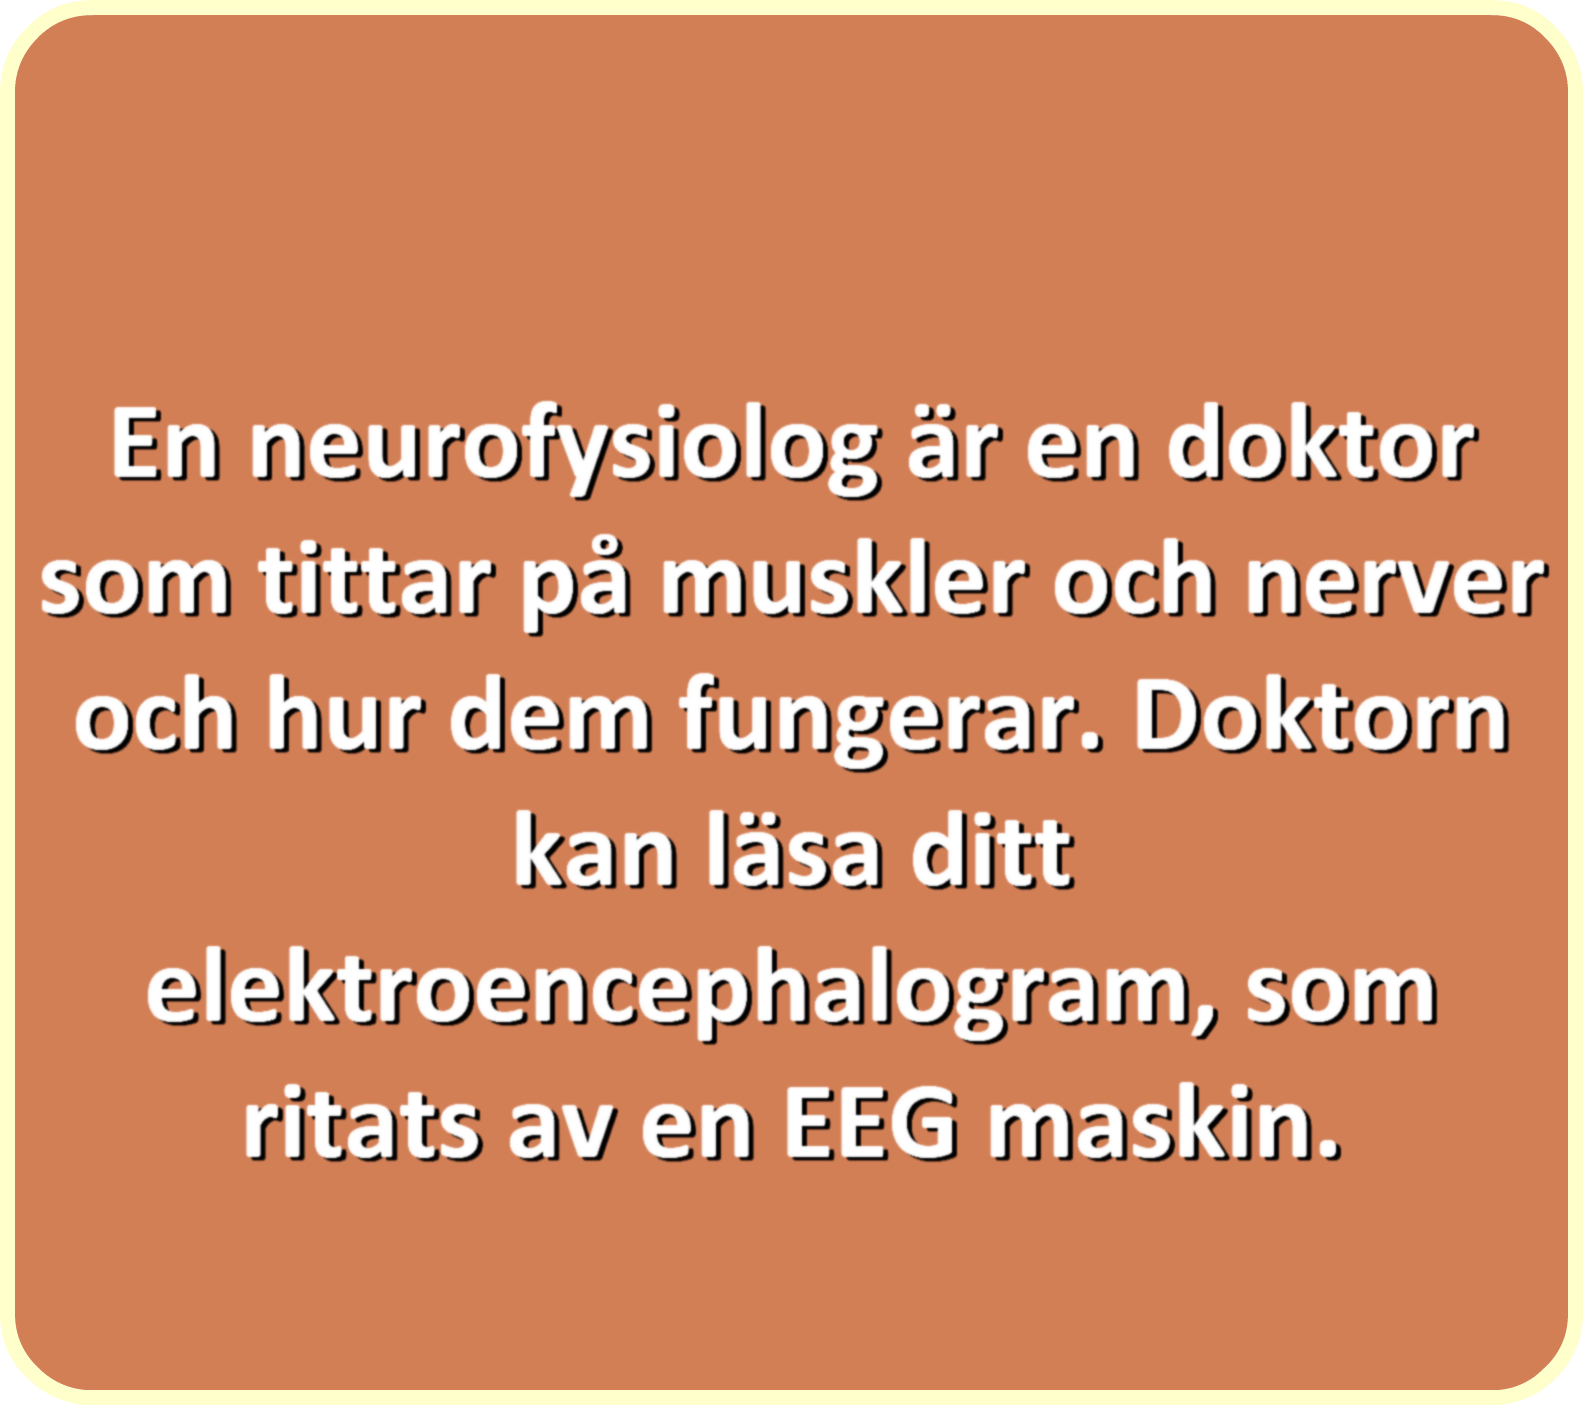 En neurofysiolog är en doktor
som tittar på muskler och nerver
och hur dem fungerar. Doktorn
kan läsa ditt
elektroencephalogram, som
ritats av en EEG maskin.